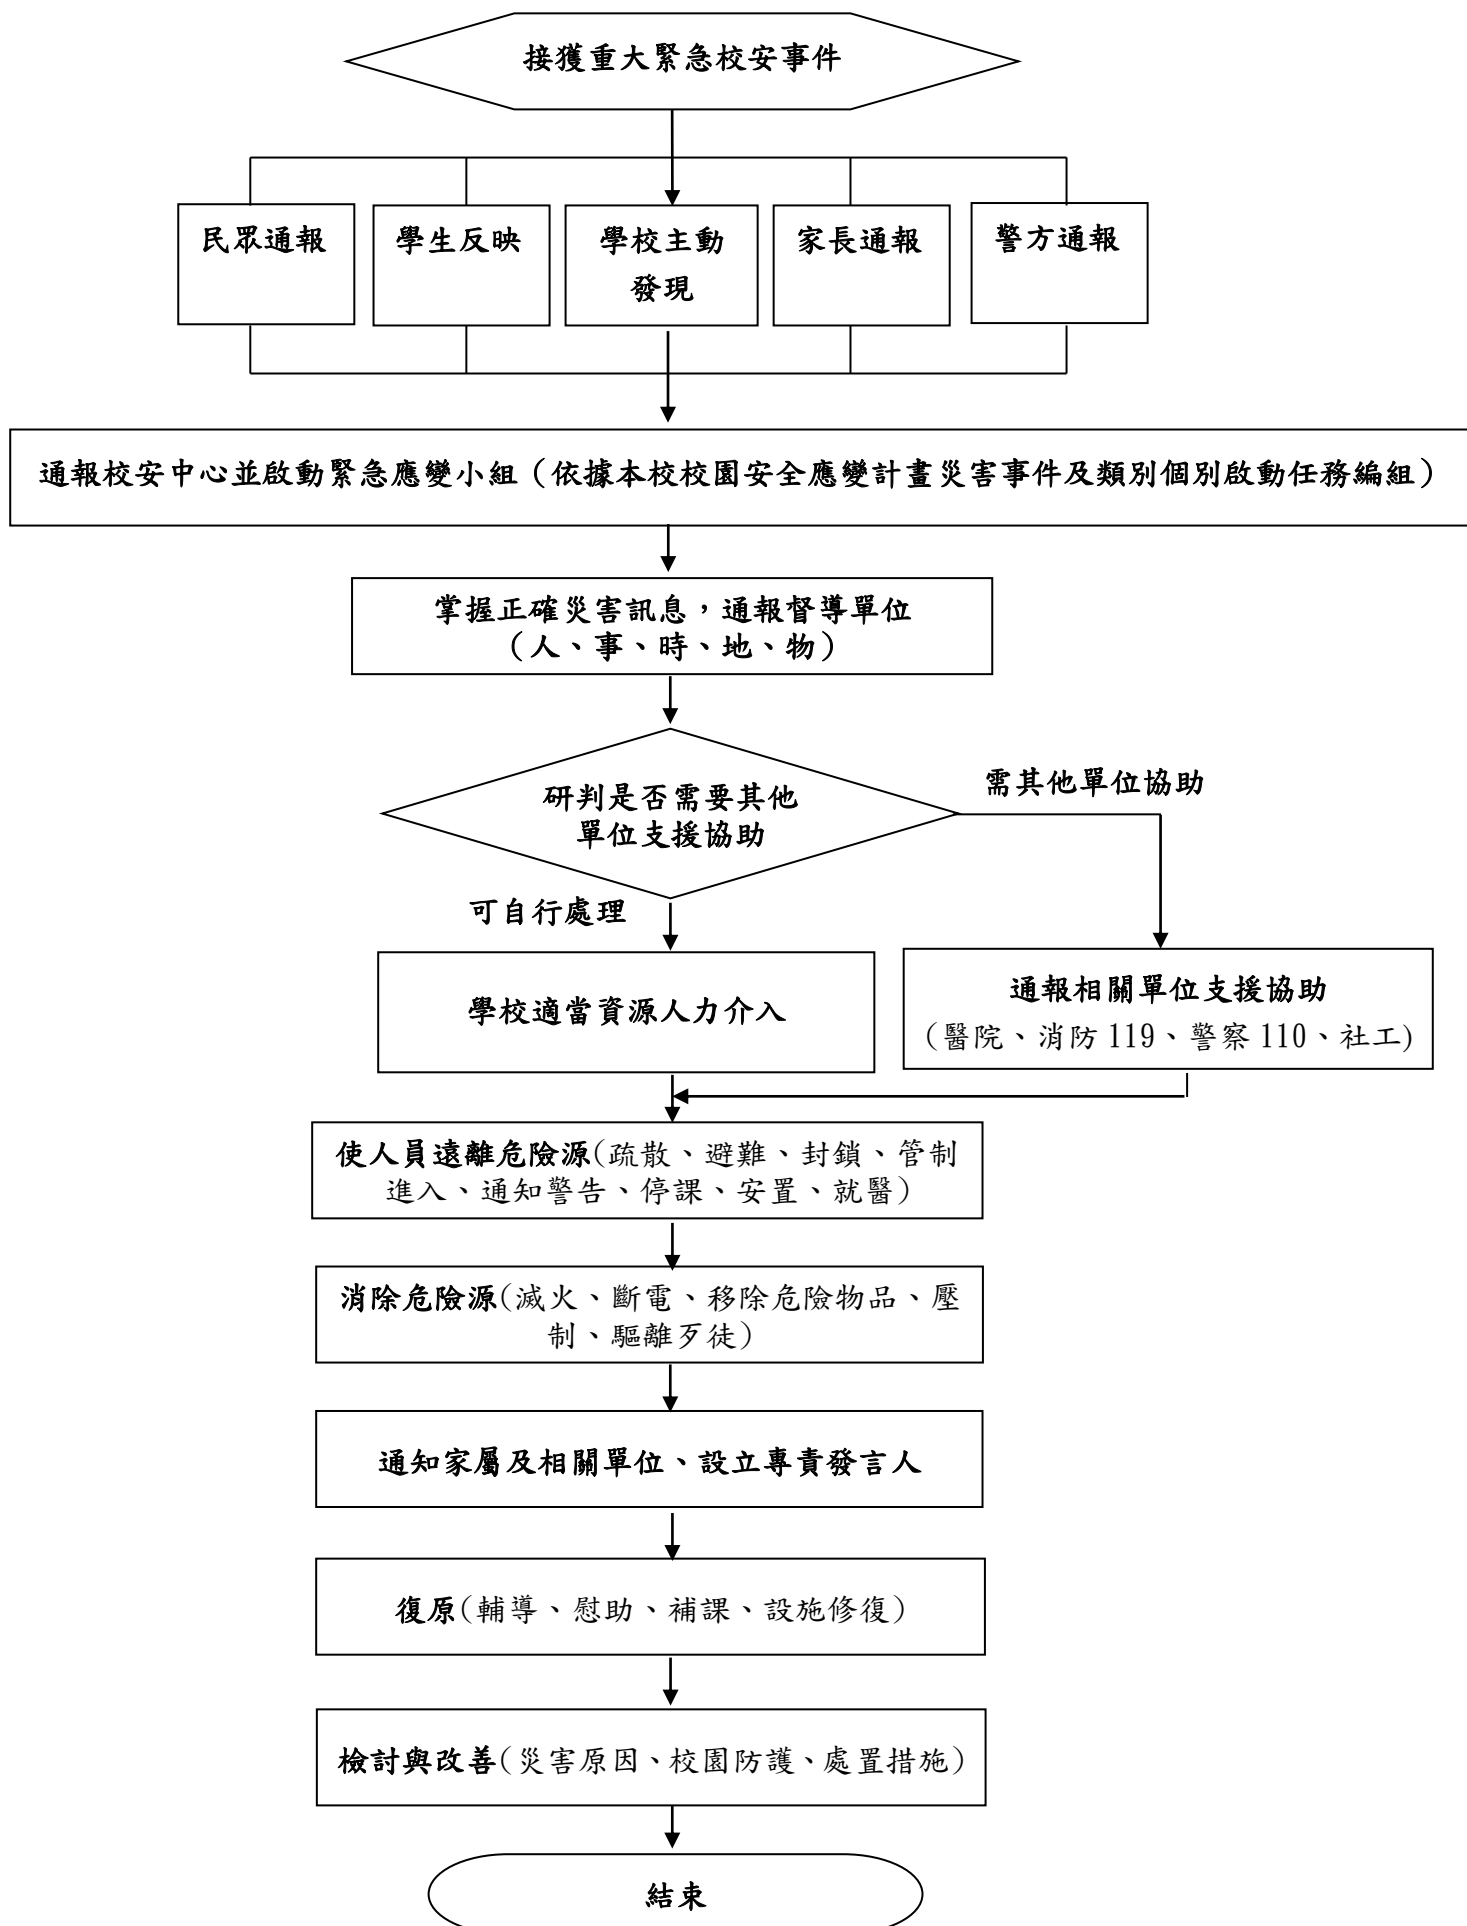 接獲重大緊急校安事件
民眾通報
學生反映
學校主動
發現
家長通報
警方通報
通報校安中心並啟動緊急應變小組（依據本校校園安全應變計畫災害事件及類別個別啟動任務編組）
掌握正確災害訊息，通報督導單位
（人、事、時、地、物）
研判是否需要其他
單位支援協助
需其他單位協助
可自行處理
學校適當資源人力介入
通報相關單位支援協助
（醫院、消防 119、警察 110、社工)
使人員遠離危險源(疏散、避難、封鎖、管制
進入、通知警告、停課、安置、就醫)
消除危險源(滅火、斷電、移除危險物品、壓
制、驅離歹徒)
通知家屬及相關單位、設立專責發言人
復原(輔導、慰助、補課、設施修復)
檢討與改善(災害原因、校園防護、處置措施)
結束